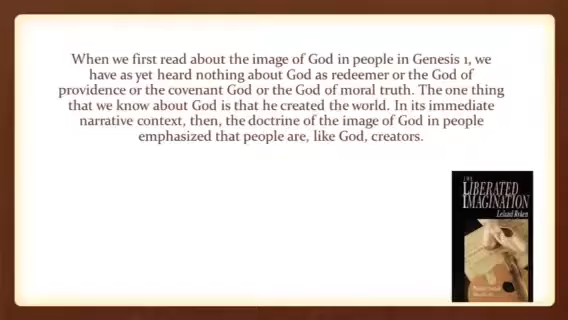 When we first read about the image of God in people in Genesis 1, we
have as yet heard nothing about God as redeemer or the God of
providence or the covenant God or the God of moral truth. The one thing
that we know about God is that he created the world. In its immediate
narrative context, then, the doctrine of the image of God in people
emphasized that people are, like God, creators.
THE
LIBERATED
IMAGINATION
Leland Ryken